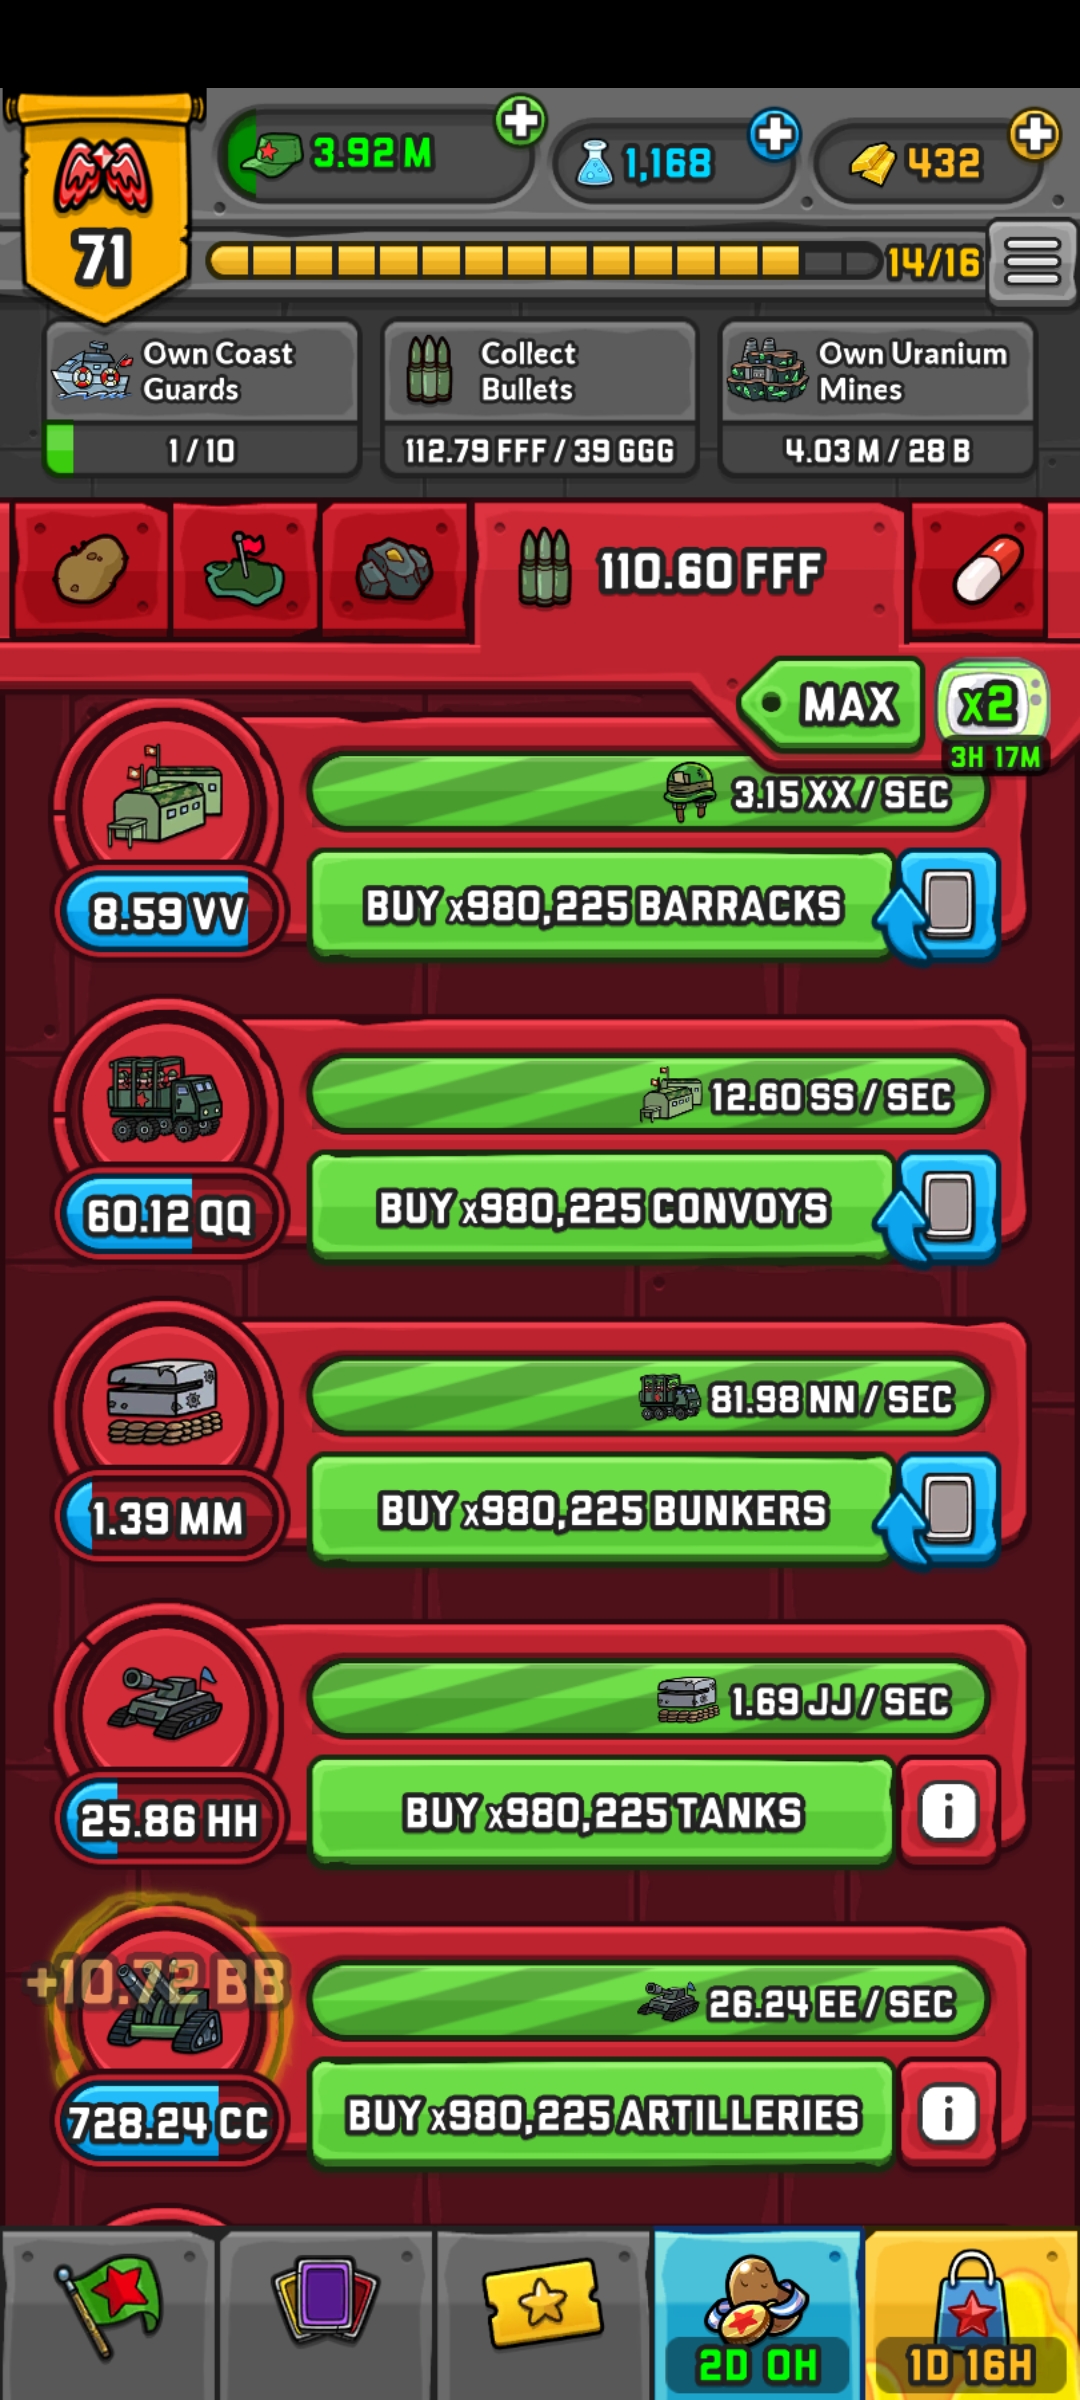 3.92 M
1,168
432
71
14/16
Own Coast
Guards
1 / 10
Collect
Bullets
112.79 FFF / 39 GGG
Own Uranium
Mines
4.03 M / 28 B
110.60 FFF
MAX
x2
3H 17M
3.15 XX / SEC
8.59 VV
BUY x980,225 BARRACKS
12.60 SS / SEC
60.12 QQ
BUY x980,225 CONVOYS
81.98 NN / SEC
1.39 MM
BUY x980,225 BUNKERS
1.69 JJ / SEC
25.86 HH
BUY x980,225 TANKS
i
+10.72 BB
26.24 EE / SEC
728.24 CC
BUY x980,225 ARTILLERIES
i
2D 0H
1D 16H